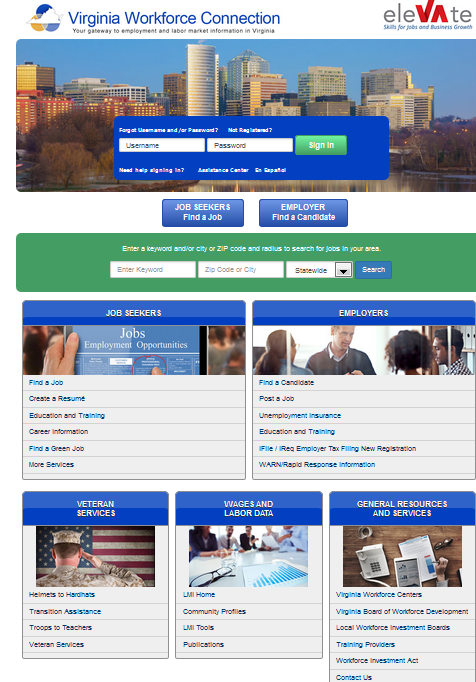 Virginia Workforce Connection
Your gateway to employment and labor market information in Virginia
eleVAte
Skills for Jobs and Business Growth
Forgot Username and/or Password? Not Registered?
Username Password Sign In
Need help signing in? Assistance Center En Español
JOB SEEKERS
Find a Job
EMPLOYER
Find a Candidate
Enter a keyword and/or city or ZIP code and radius to search for jobs in your area.
Enter Keyword Zip Code or City Statewide Search
JOB SEEKERS
Jobs
Employment Opportunities
Find a Job
Create a Resumé
Education and Training
Career Information
Find a Green Job
More Services
EMPLOYERS
Find a Candidate
Post a Job
Unemployment Insurance
Education and Training
iFile / iReq Employer Tax Filing New Registration
WARN/Rapid Response Information
VETERAN
SERVICES
Helmets to Hardhats
Transition Assistance
Troops to Teachers
Veteran Services
WAGES AND
LABOR DATA
LMI Home
Community Profiles
LMI Tools
Publications
GENERAL RESOURCES
AND SERVICES
Virginia Workforce Centers
Virginia Board of Workforce Development
Local Workforce Investment Boards
Training Providers
Workforce Investment Act
Contact Us